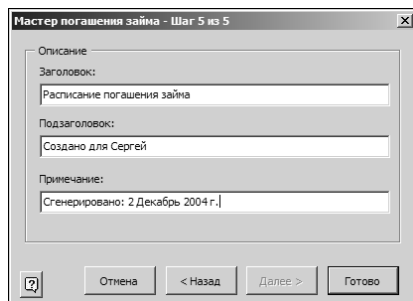 Мастер погашения займа - Шаг 5 из 5
Описание
Заголовок:
Расписание погашения займа
Подзаголовок:
Создано для Сергей
Примечание:
Сгенерировано: 2 Декабрь 2004 г.
? Отмена < Назад Далее > Готово